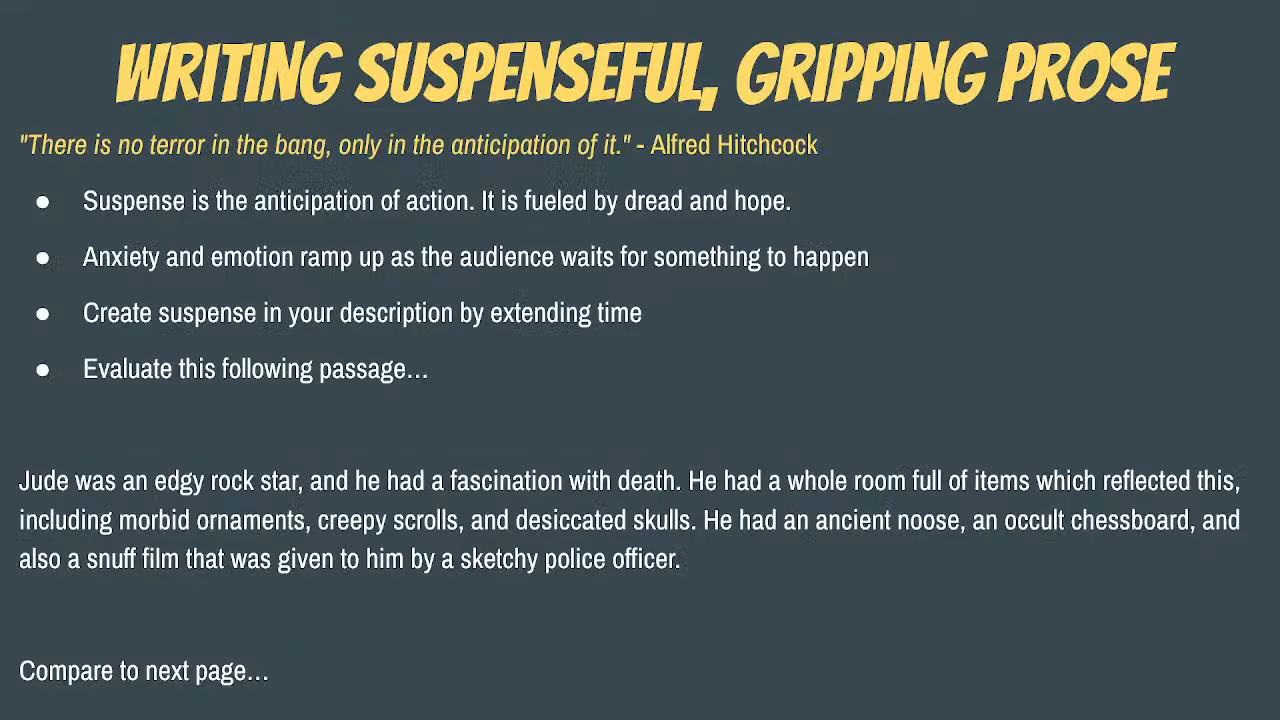 WRITING SUSPENSEFUL, GRIPPING PROSE
"There is no terror in the bang, only in the anticipation of it." - Alfred Hitchcock
● Suspense is the anticipation of action. It is fueled by dread and hope.
● Anxiety and emotion ramp up as the audience waits for something to happen
● Create suspense in your description by extending time
● Evaluate this following passage…
Jude was an edgy rock star, and he had a fascination with death. He had a whole room full of items which reflected this,
including morbid ornaments, creepy scrolls, and desiccated skulls. He had an ancient noose, an occult chessboard, and
also a snuff film that was given to him by a sketchy police officer.
Compare to next page…